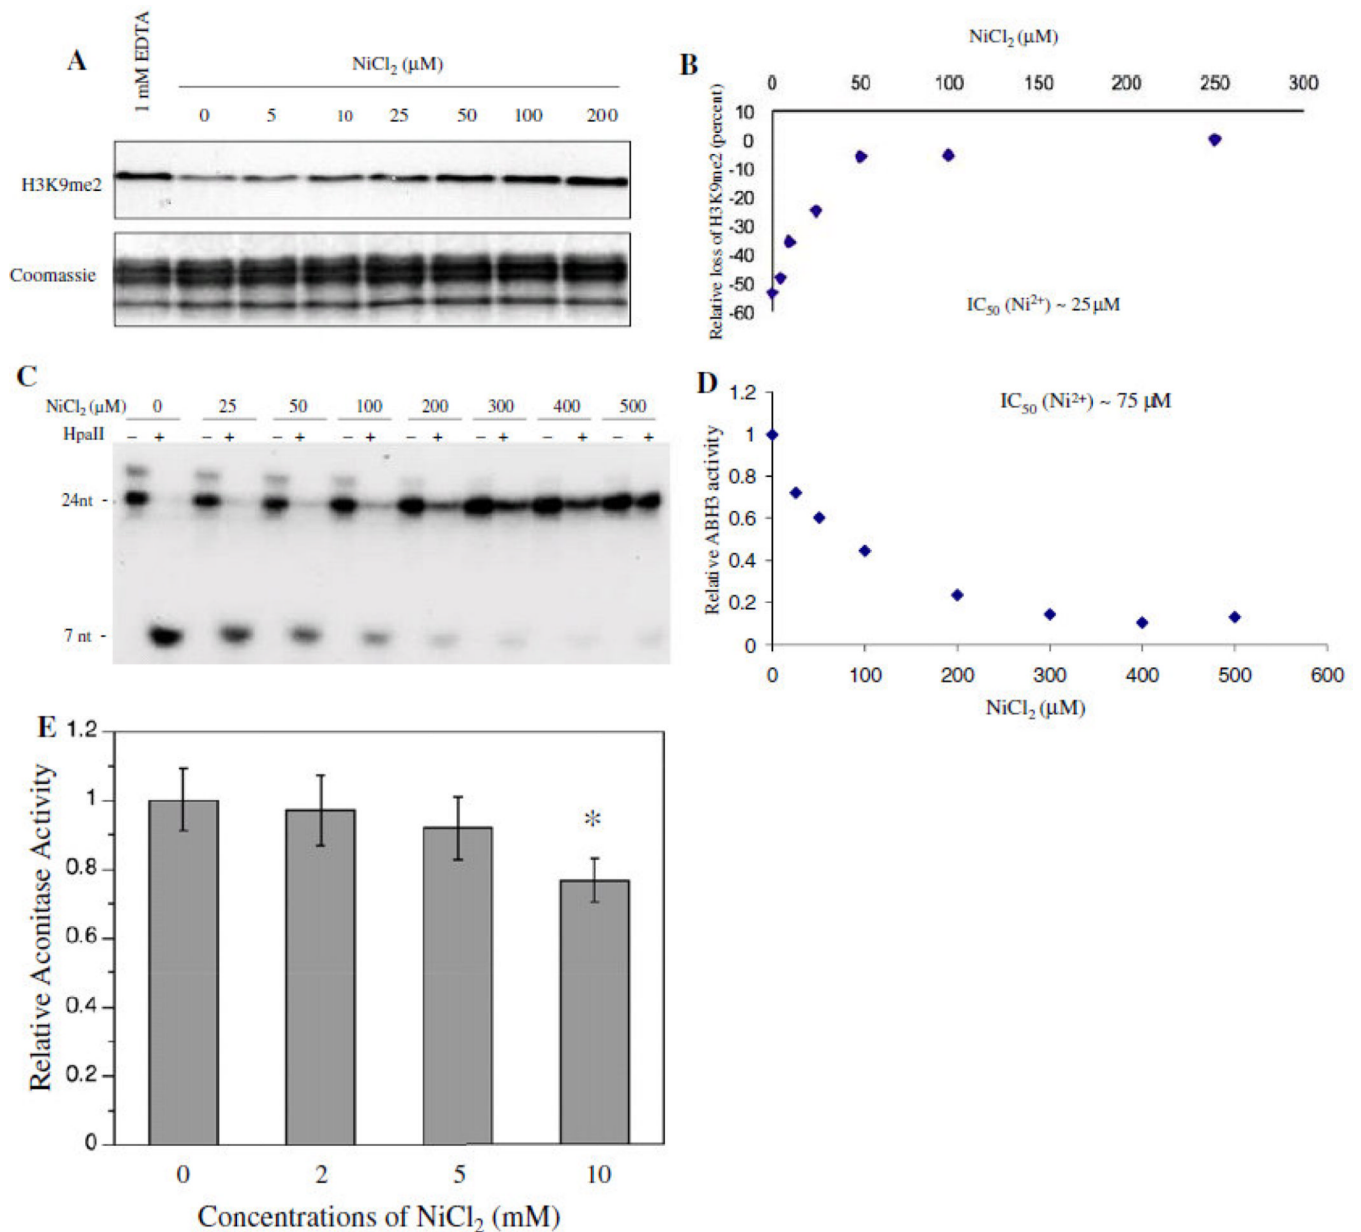 A
1 mM EDTA
NiCl2 (µM)
0 5 10 25 50 100 200
H3K9me2
Coomassie
B
NiCl2 (µM)
0 50 100 150 200 250 300
Relative loss of H3K9me2 (percent)
10
0
-10
-20
-30
-40
-50
-60
IC50 (Ni2+) ~ 25 µM
C
NiCl2 (µM) 0 25 50 100 200 300 400 500
HpaII – + – + – + – + – + – + – + – +
24nt -
7 nt -
D
IC50 (Ni2+) ~ 75 µM
Relative ABH3 activity
1.2
1
0.8
0.6
0.4
0.2
0
0 100 200 300 400 500 600
NiCl2 (µM)
E
Relative Aconitase Activity
1.2
1
0.8
0.6
0.4
0.2
0
*
0 2 5 10
Concentrations of NiCl2 (mM)